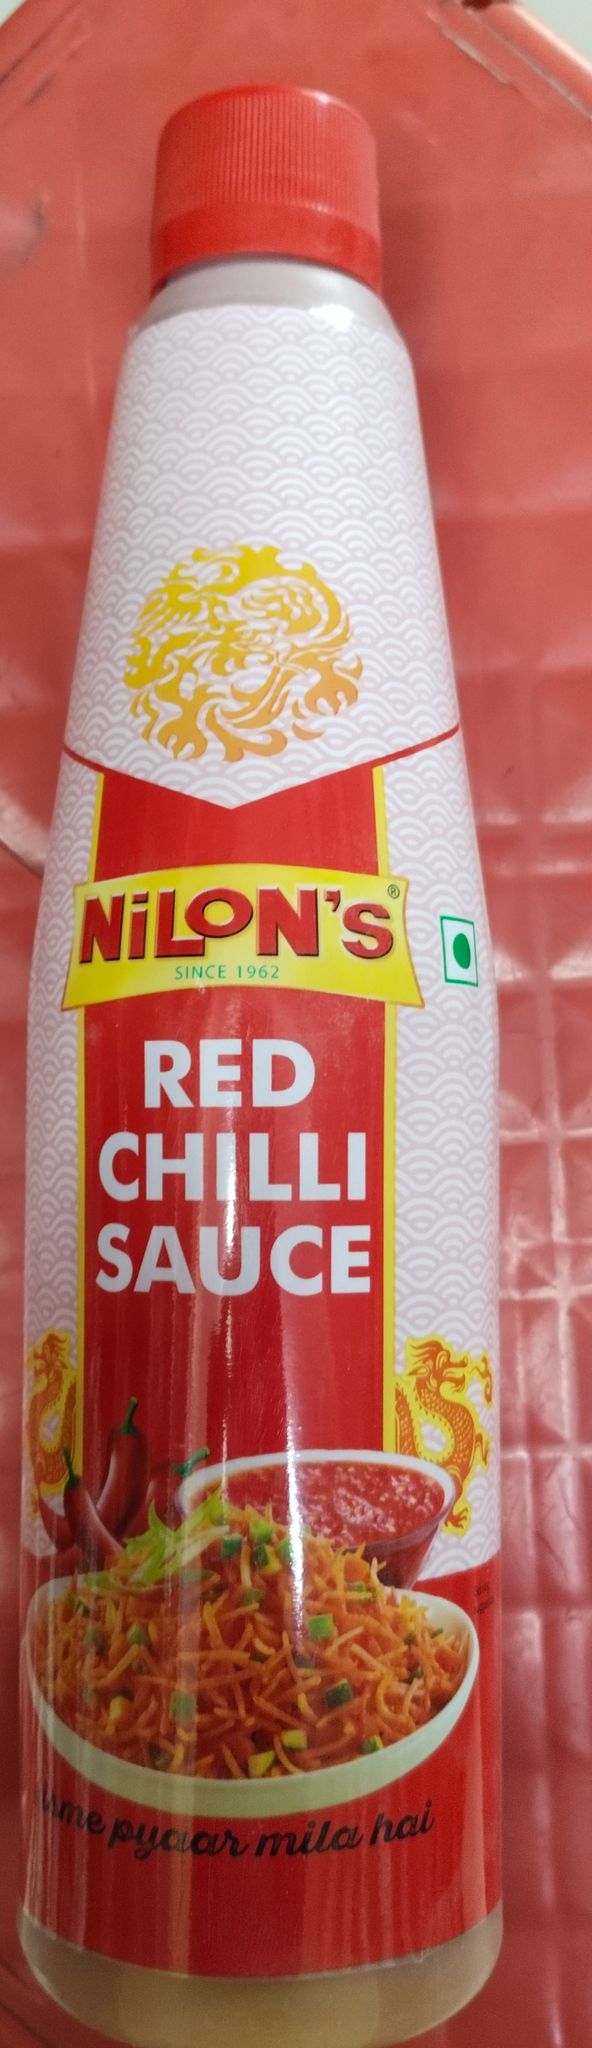 NiLON'S®
SINCE 1962
RED
CHILLI
SAUCE
pyaar mila hai